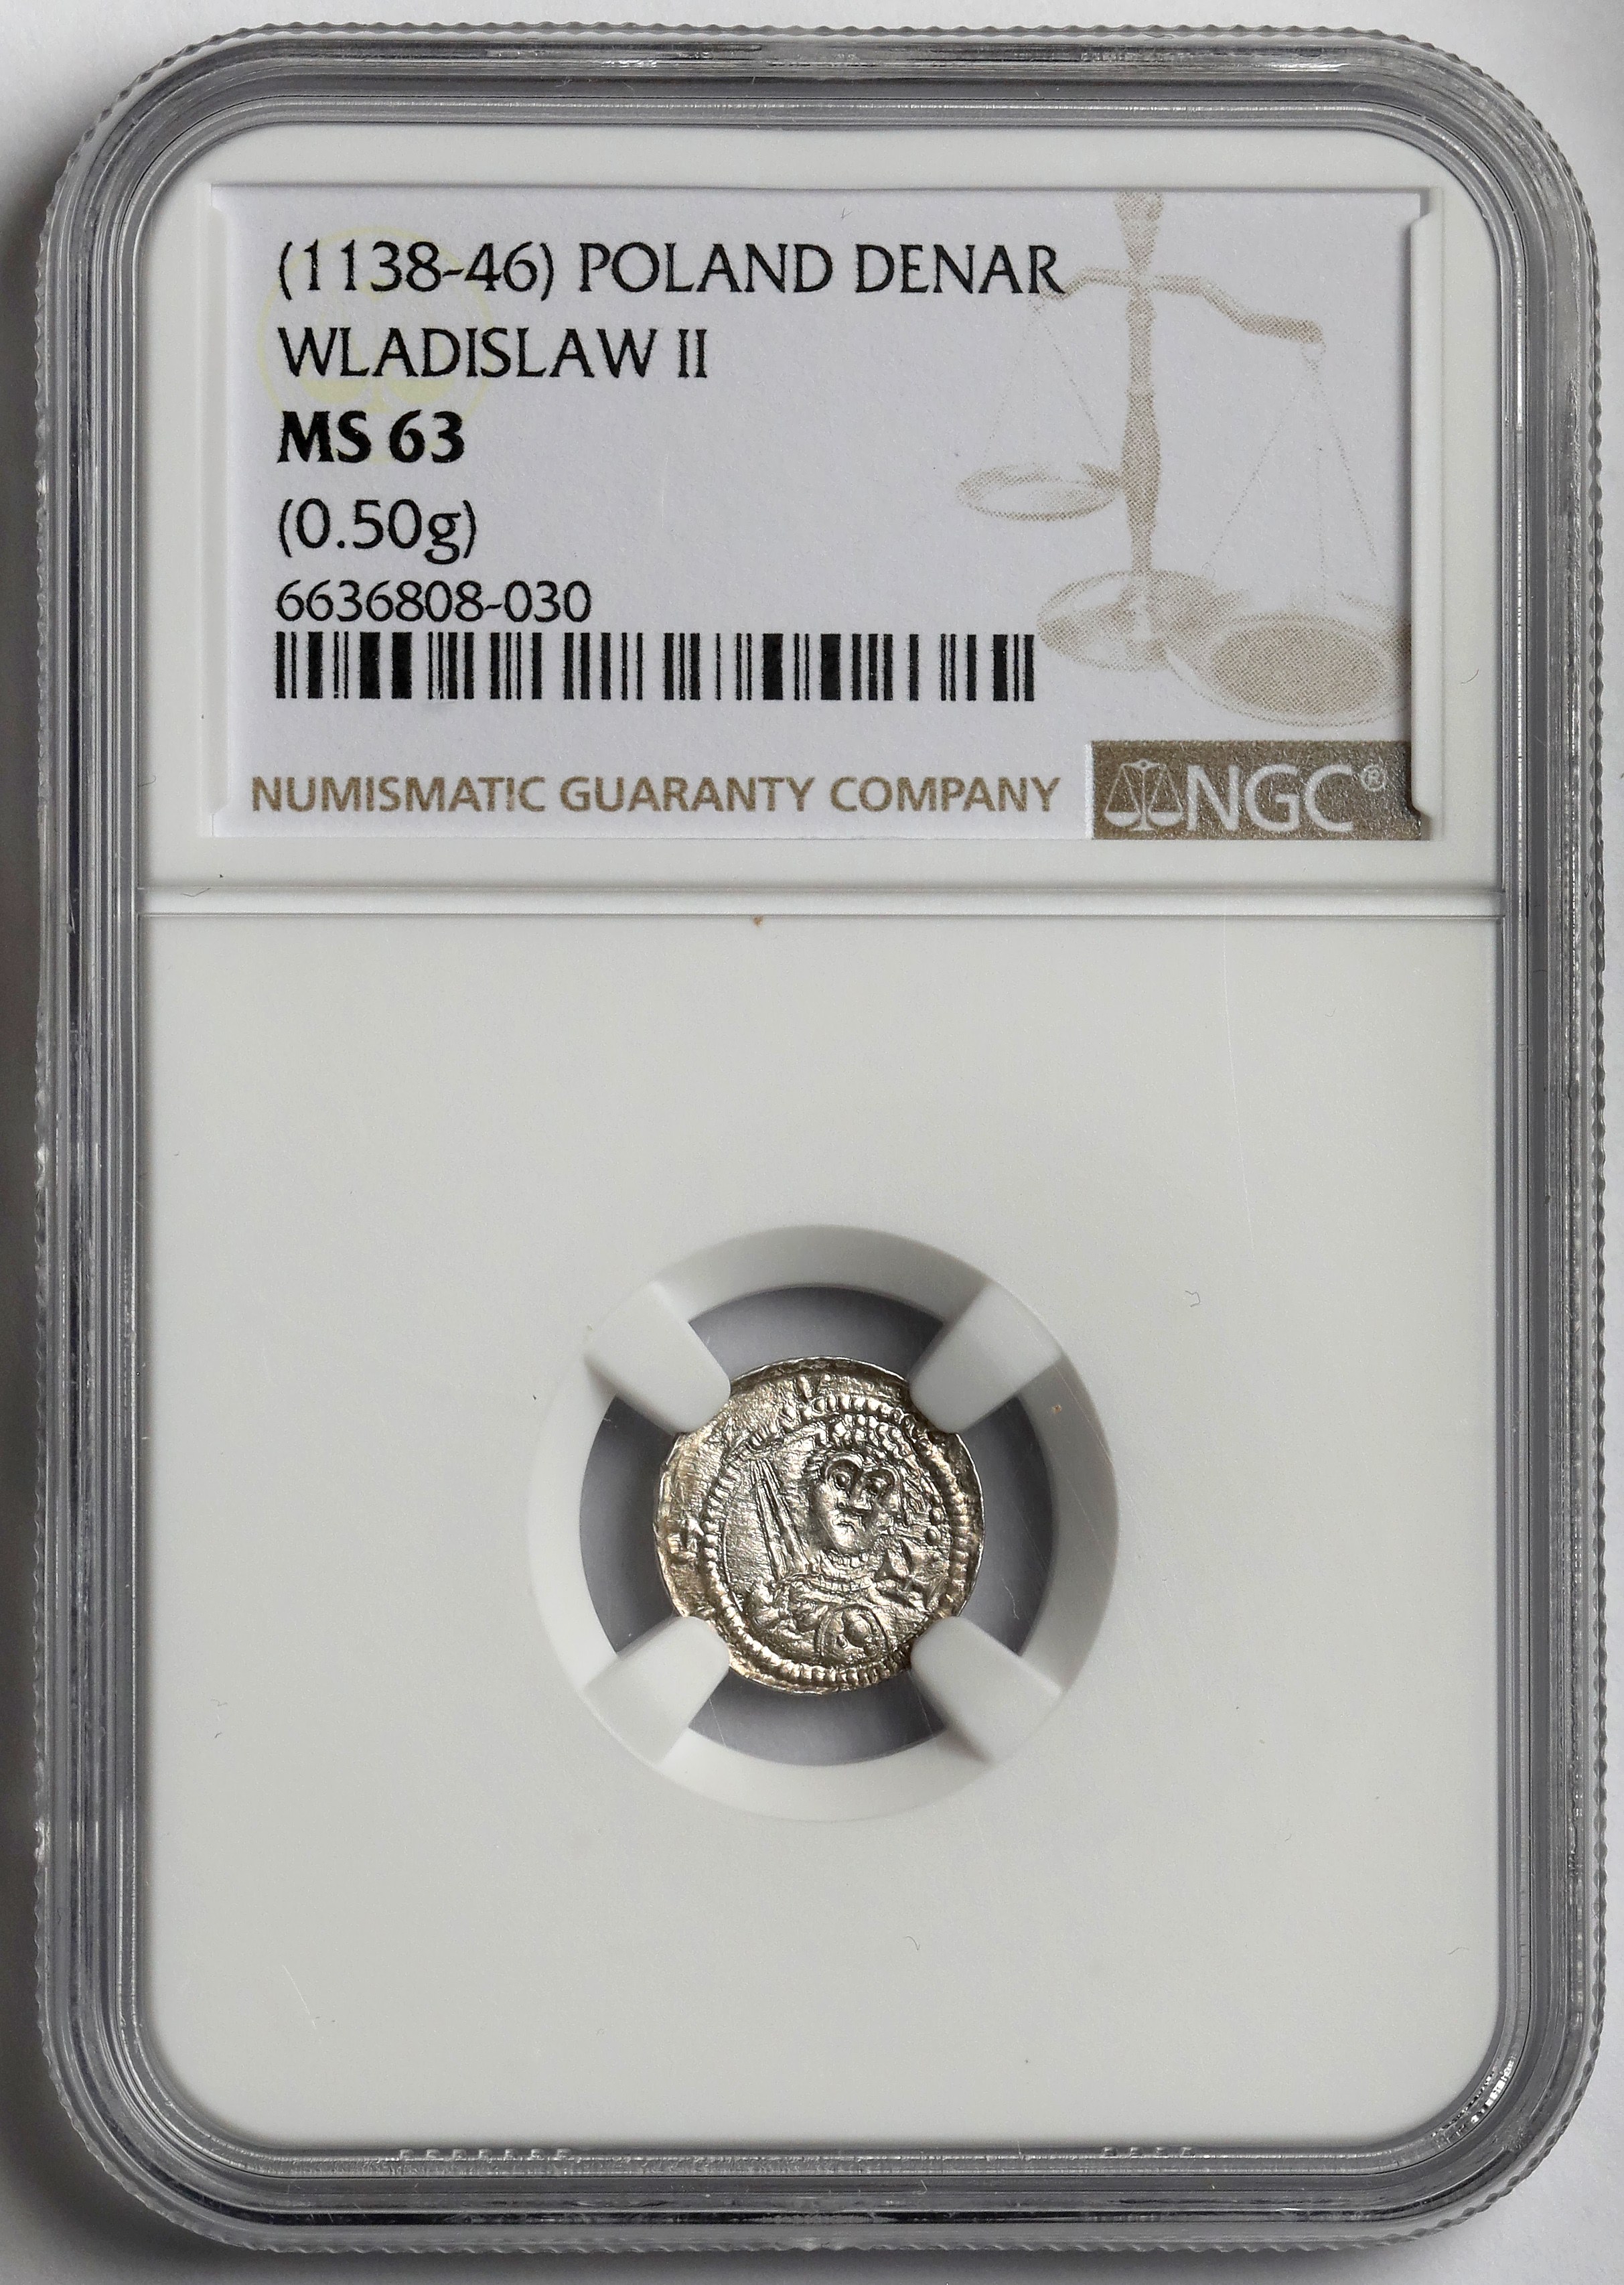 (1138-46) POLAND DENAR
WLADISLAW II
MS 63
(0.50g)
6636808-030
NUMISMATIC GUARANTY COMPANY
NGC®